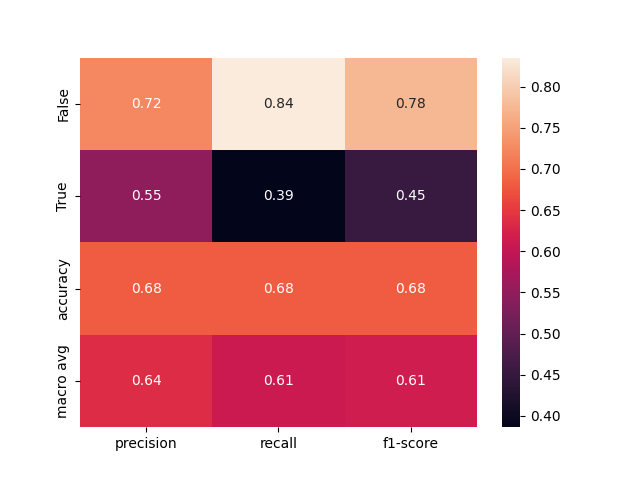 False 0.72 0.84 0.78
True 0.55 0.39 0.45
accuracy 0.68 0.68 0.68
macro avg 0.64 0.61 0.61
precision recall f1-score
0.80
0.75
0.70
0.65
0.60
0.55
0.50
0.45
0.40